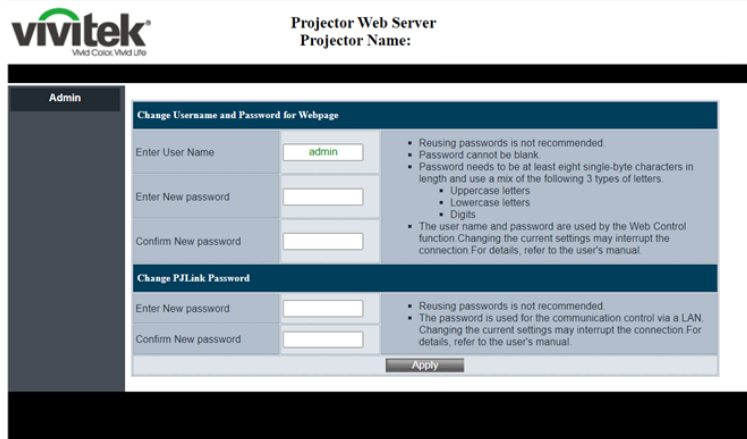 vivitek®
Vivid Color, Vivid Life
Projector Web Server
Projector Name:
Admin
Change Username and Password for Webpage
Enter User Name
admin
Enter New password
Confirm New password
Reusing passwords is not recommended.
Password cannot be blank.
Password needs to be at least eight single-byte characters in
length and use a mix of the following 3 types of letters.
Uppercase letters
Lowercase letters
Digits
The user name and password are used by the Web Control
function.Changing the current settings may interrupt the
connection.For details, refer to the user's manual.
Change PJLink Password
Enter New password
Confirm New password
Reusing passwords is not recommended.
The password is used for the communication control via a LAN.
Changing the current settings may interrupt the connection.For
details, refer to the user's manual.
Apply